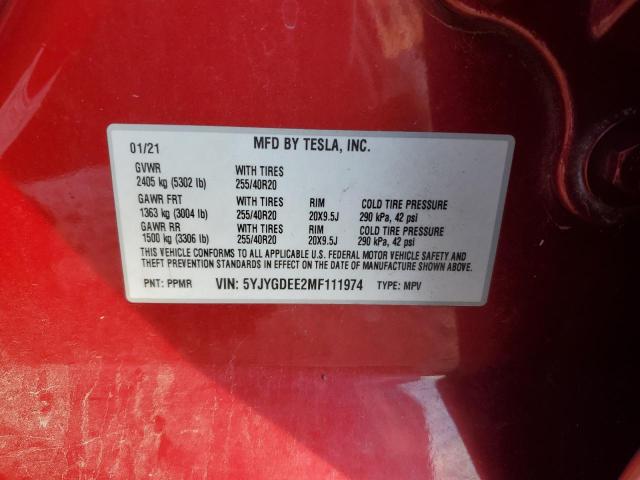 01/21 MFD BY TESLA, INC.
GVWR WITH TIRES
2405 kg (5302 lb) 255/40R20
GAWR FRT WITH TIRES RIM COLD TIRE PRESSURE
1363 kg (3004 lb) 255/40R20 20X9.5J 290 kPa, 42 psi
GAWR RR WITH TIRES RIM COLD TIRE PRESSURE
1500 kg (3306 lb) 255/40R20 20X9.5J 290 kPa, 42 psi
THIS VEHICLE CONFORMS TO ALL APPLICABLE U.S. FEDERAL MOTOR VEHICLE SAFETY AND
THEFT PREVENTION STANDARDS IN EFFECT ON THE DATE OF MANUFACTURE SHOWN ABOVE.
PNT: PPMR VIN: 5YJYGDEE2MF111974 TYPE: MPV